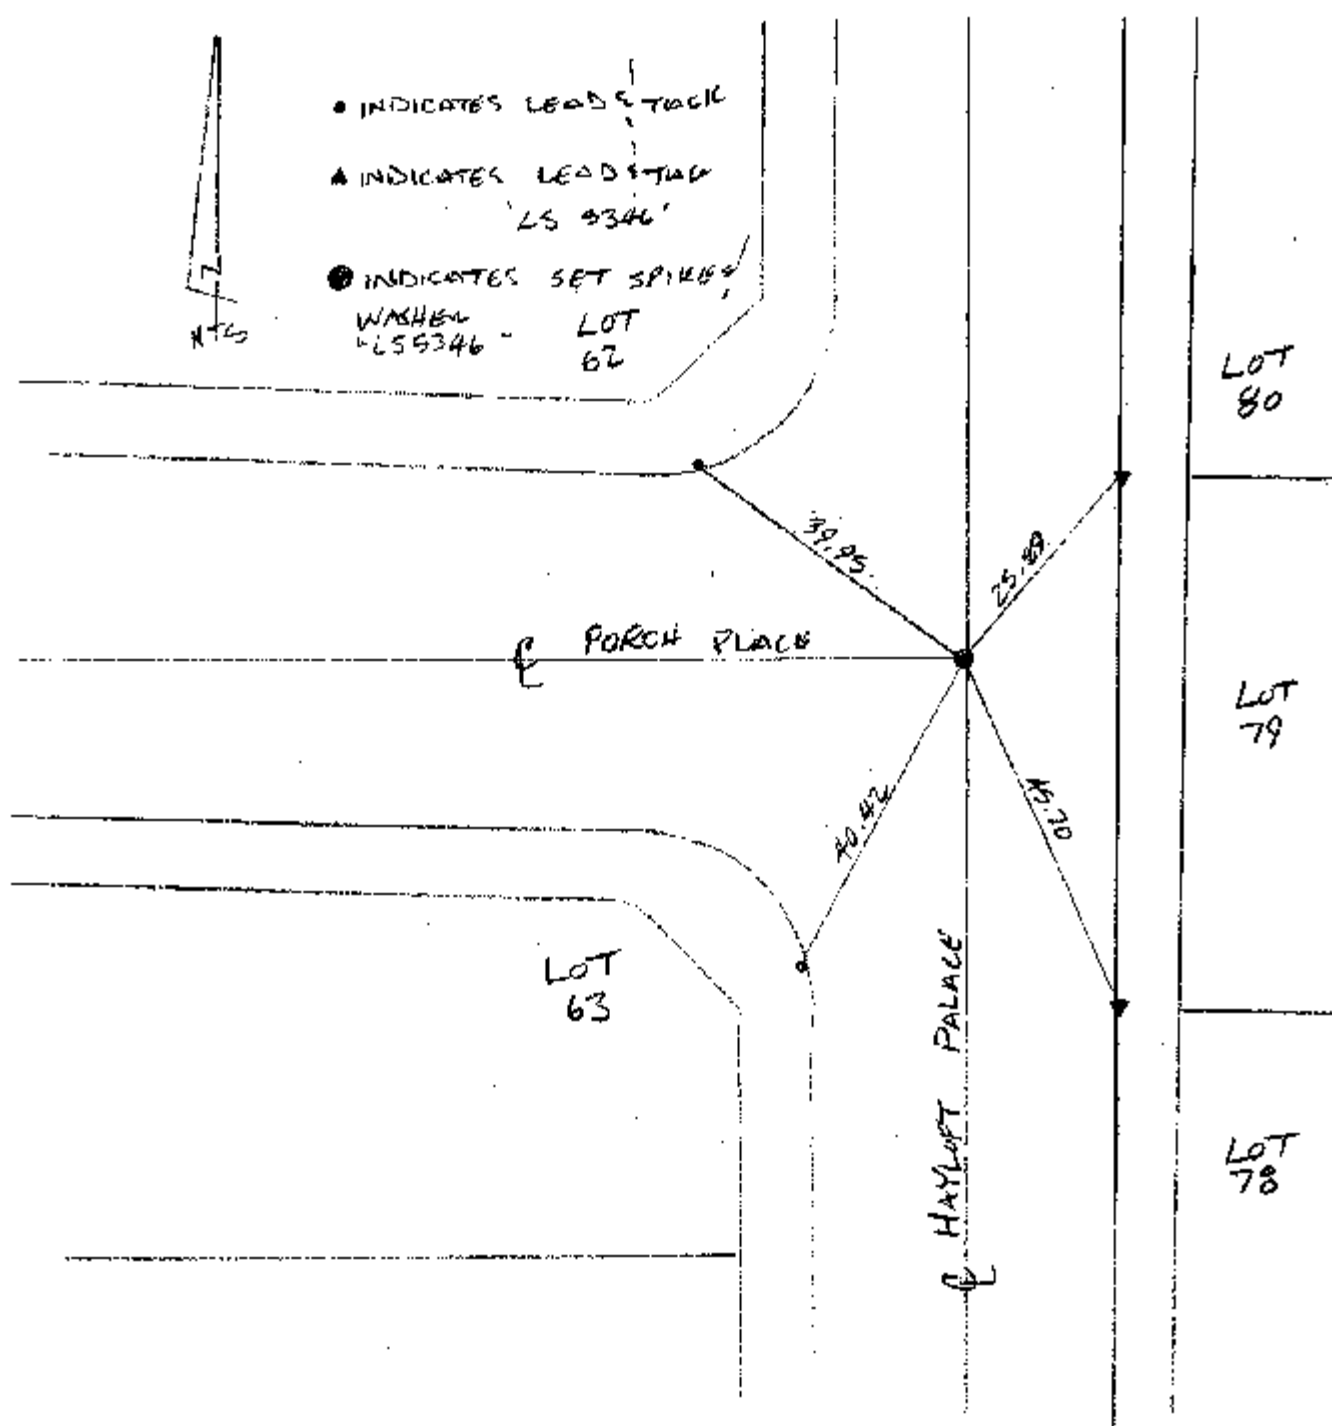 • INDICATES LEAD & TACK
▲ INDICATES LEAD & TAG
"LS 5346"
● INDICATES SET SPIKE &
WASHER
"LS5346"
LOT
62
NTS
LOT
80
39.95
25.89
℄ PORCH PLACE
LOT
79
40.42
45.70
LOT
63
℄ HAYLOFT PALACE
LOT
78